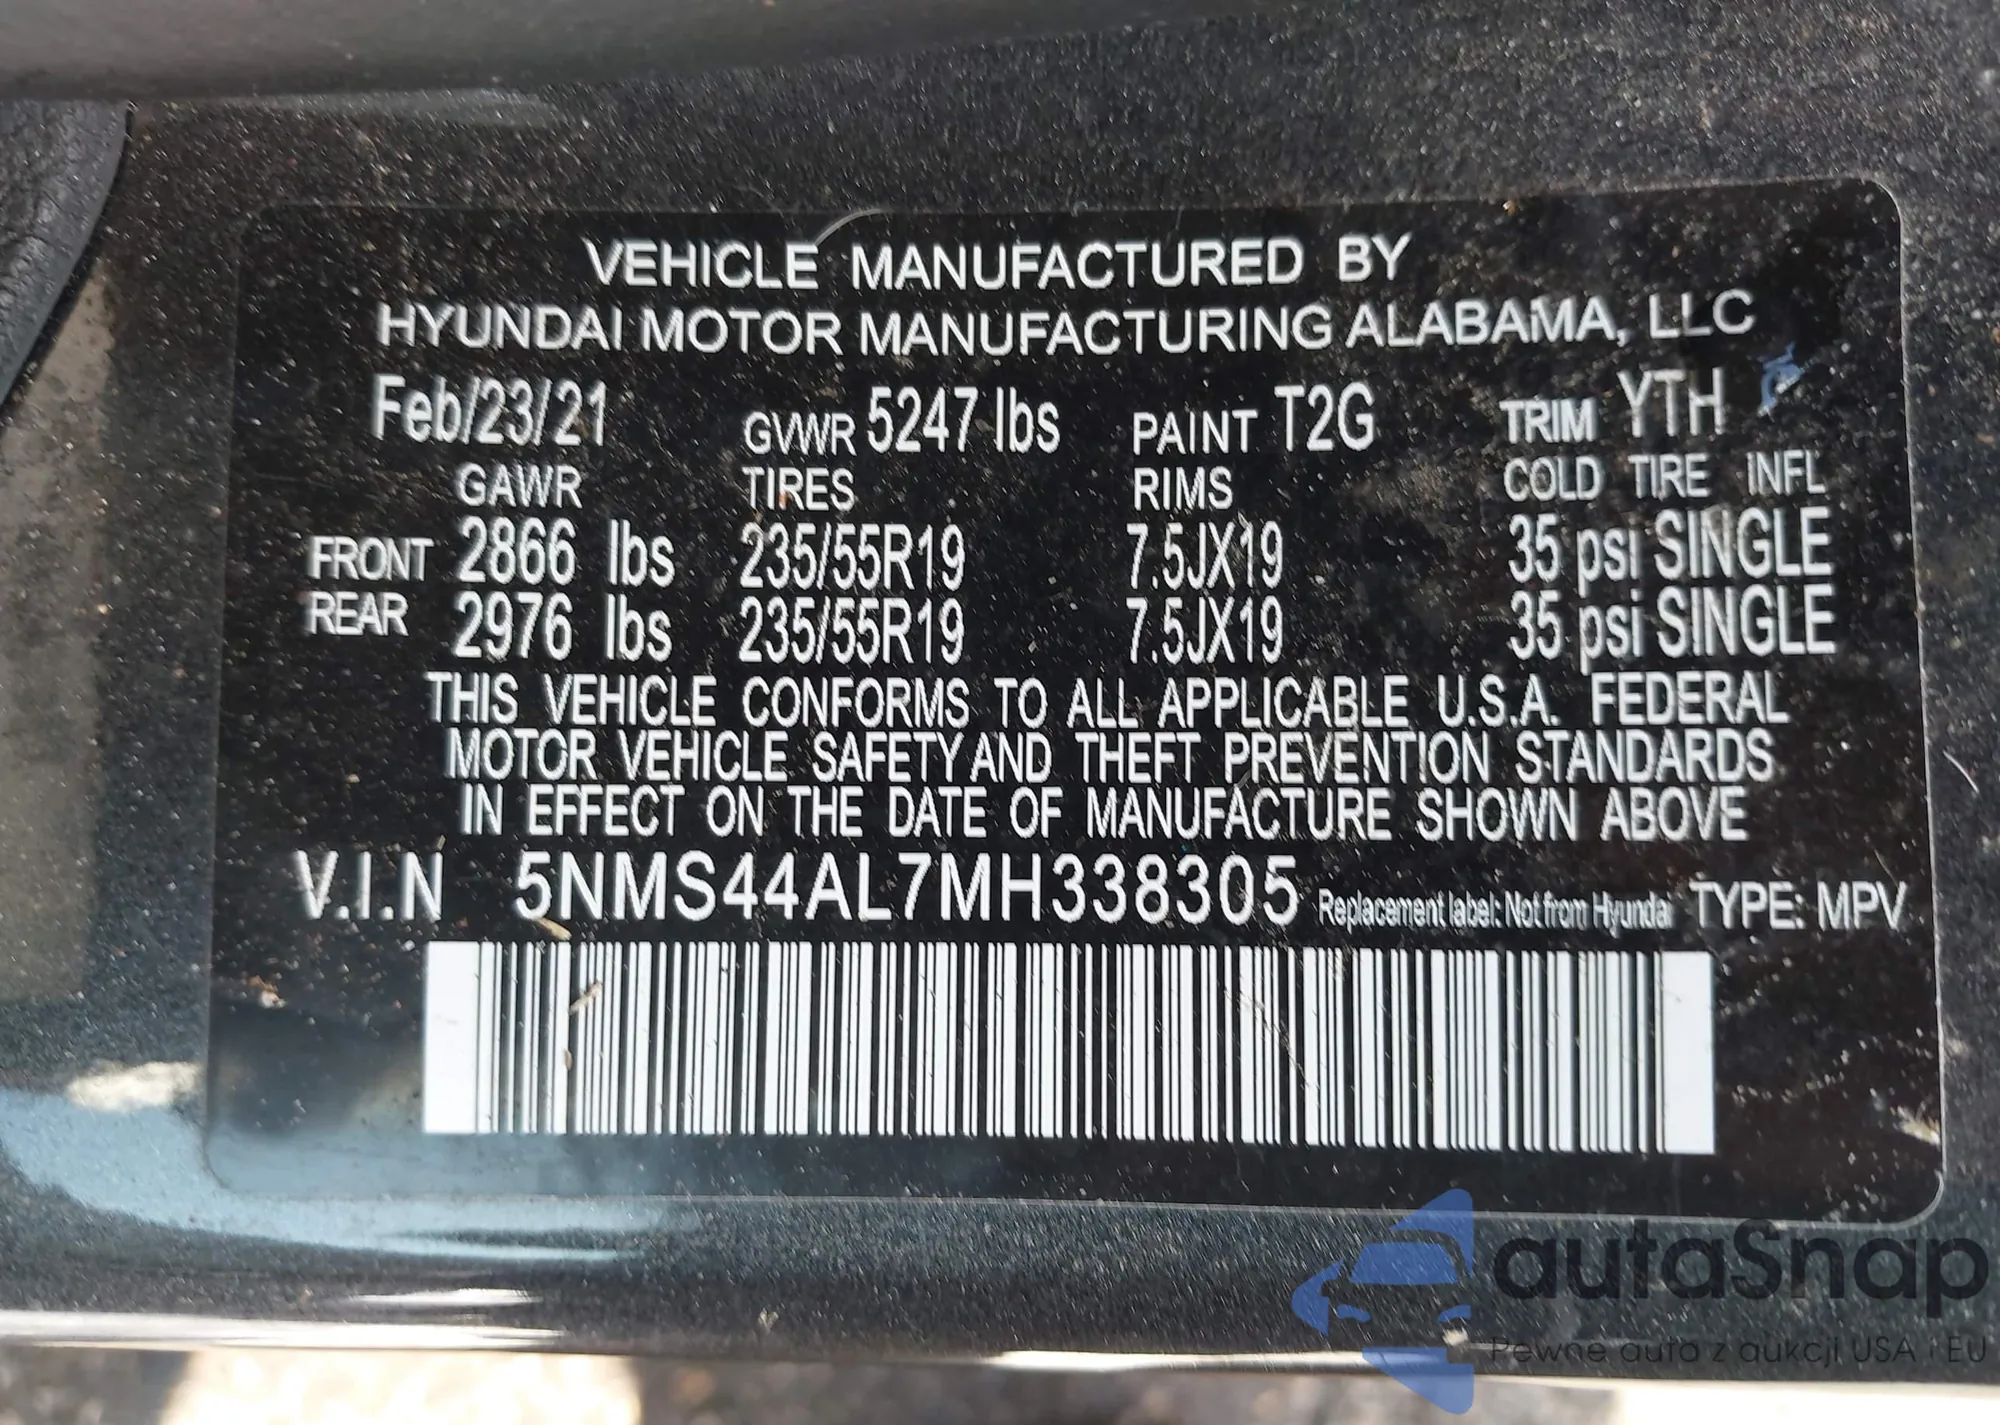 VEHICLE MANUFACTURED BY
HYUNDAI MOTOR MANUFACTURING ALABAMA, LLC
Feb/23/21 GVWR 5247 lbs PAINT T2G TRIM YTH
GAWR TIRES RIMS COLD TIRE INFL
FRONT 2866 lbs 235/55R19 7.5JX19 35 psi SINGLE
REAR 2976 lbs 235/55R19 7.5JX19 35 psi SINGLE
THIS VEHICLE CONFORMS TO ALL APPLICABLE U.S.A. FEDERAL
MOTOR VEHICLE SAFETY AND THEFT PREVENTION STANDARDS
IN EFFECT ON THE DATE OF MANUFACTURE SHOWN ABOVE
V.I.N 5NMS44AL7MH338305 Replacement label: Not from Hyundai TYPE: MPV
autaSnap
Pewne auta z aukcji USA i EU